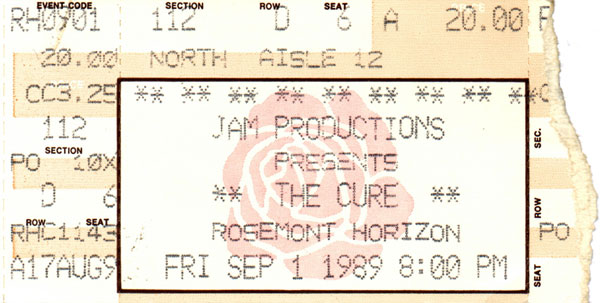 EVENT CODE SECTION ROW SEAT
RH0901 112 D 6 A 20.00
20.00 NORTH AISLE 12
CC3.25 ** ** ** ** ** ** ** ** **
112 JAM PRODUCTIONS
SECTION SEC.
PO 10X PRESENTS
D 6 ** THE CURE **
ROW SEAT ROW
RHC1143 ROSEMONT HORIZON PO
A17AUG9 FRI SEP 1 1989 8:00 PM
SEAT